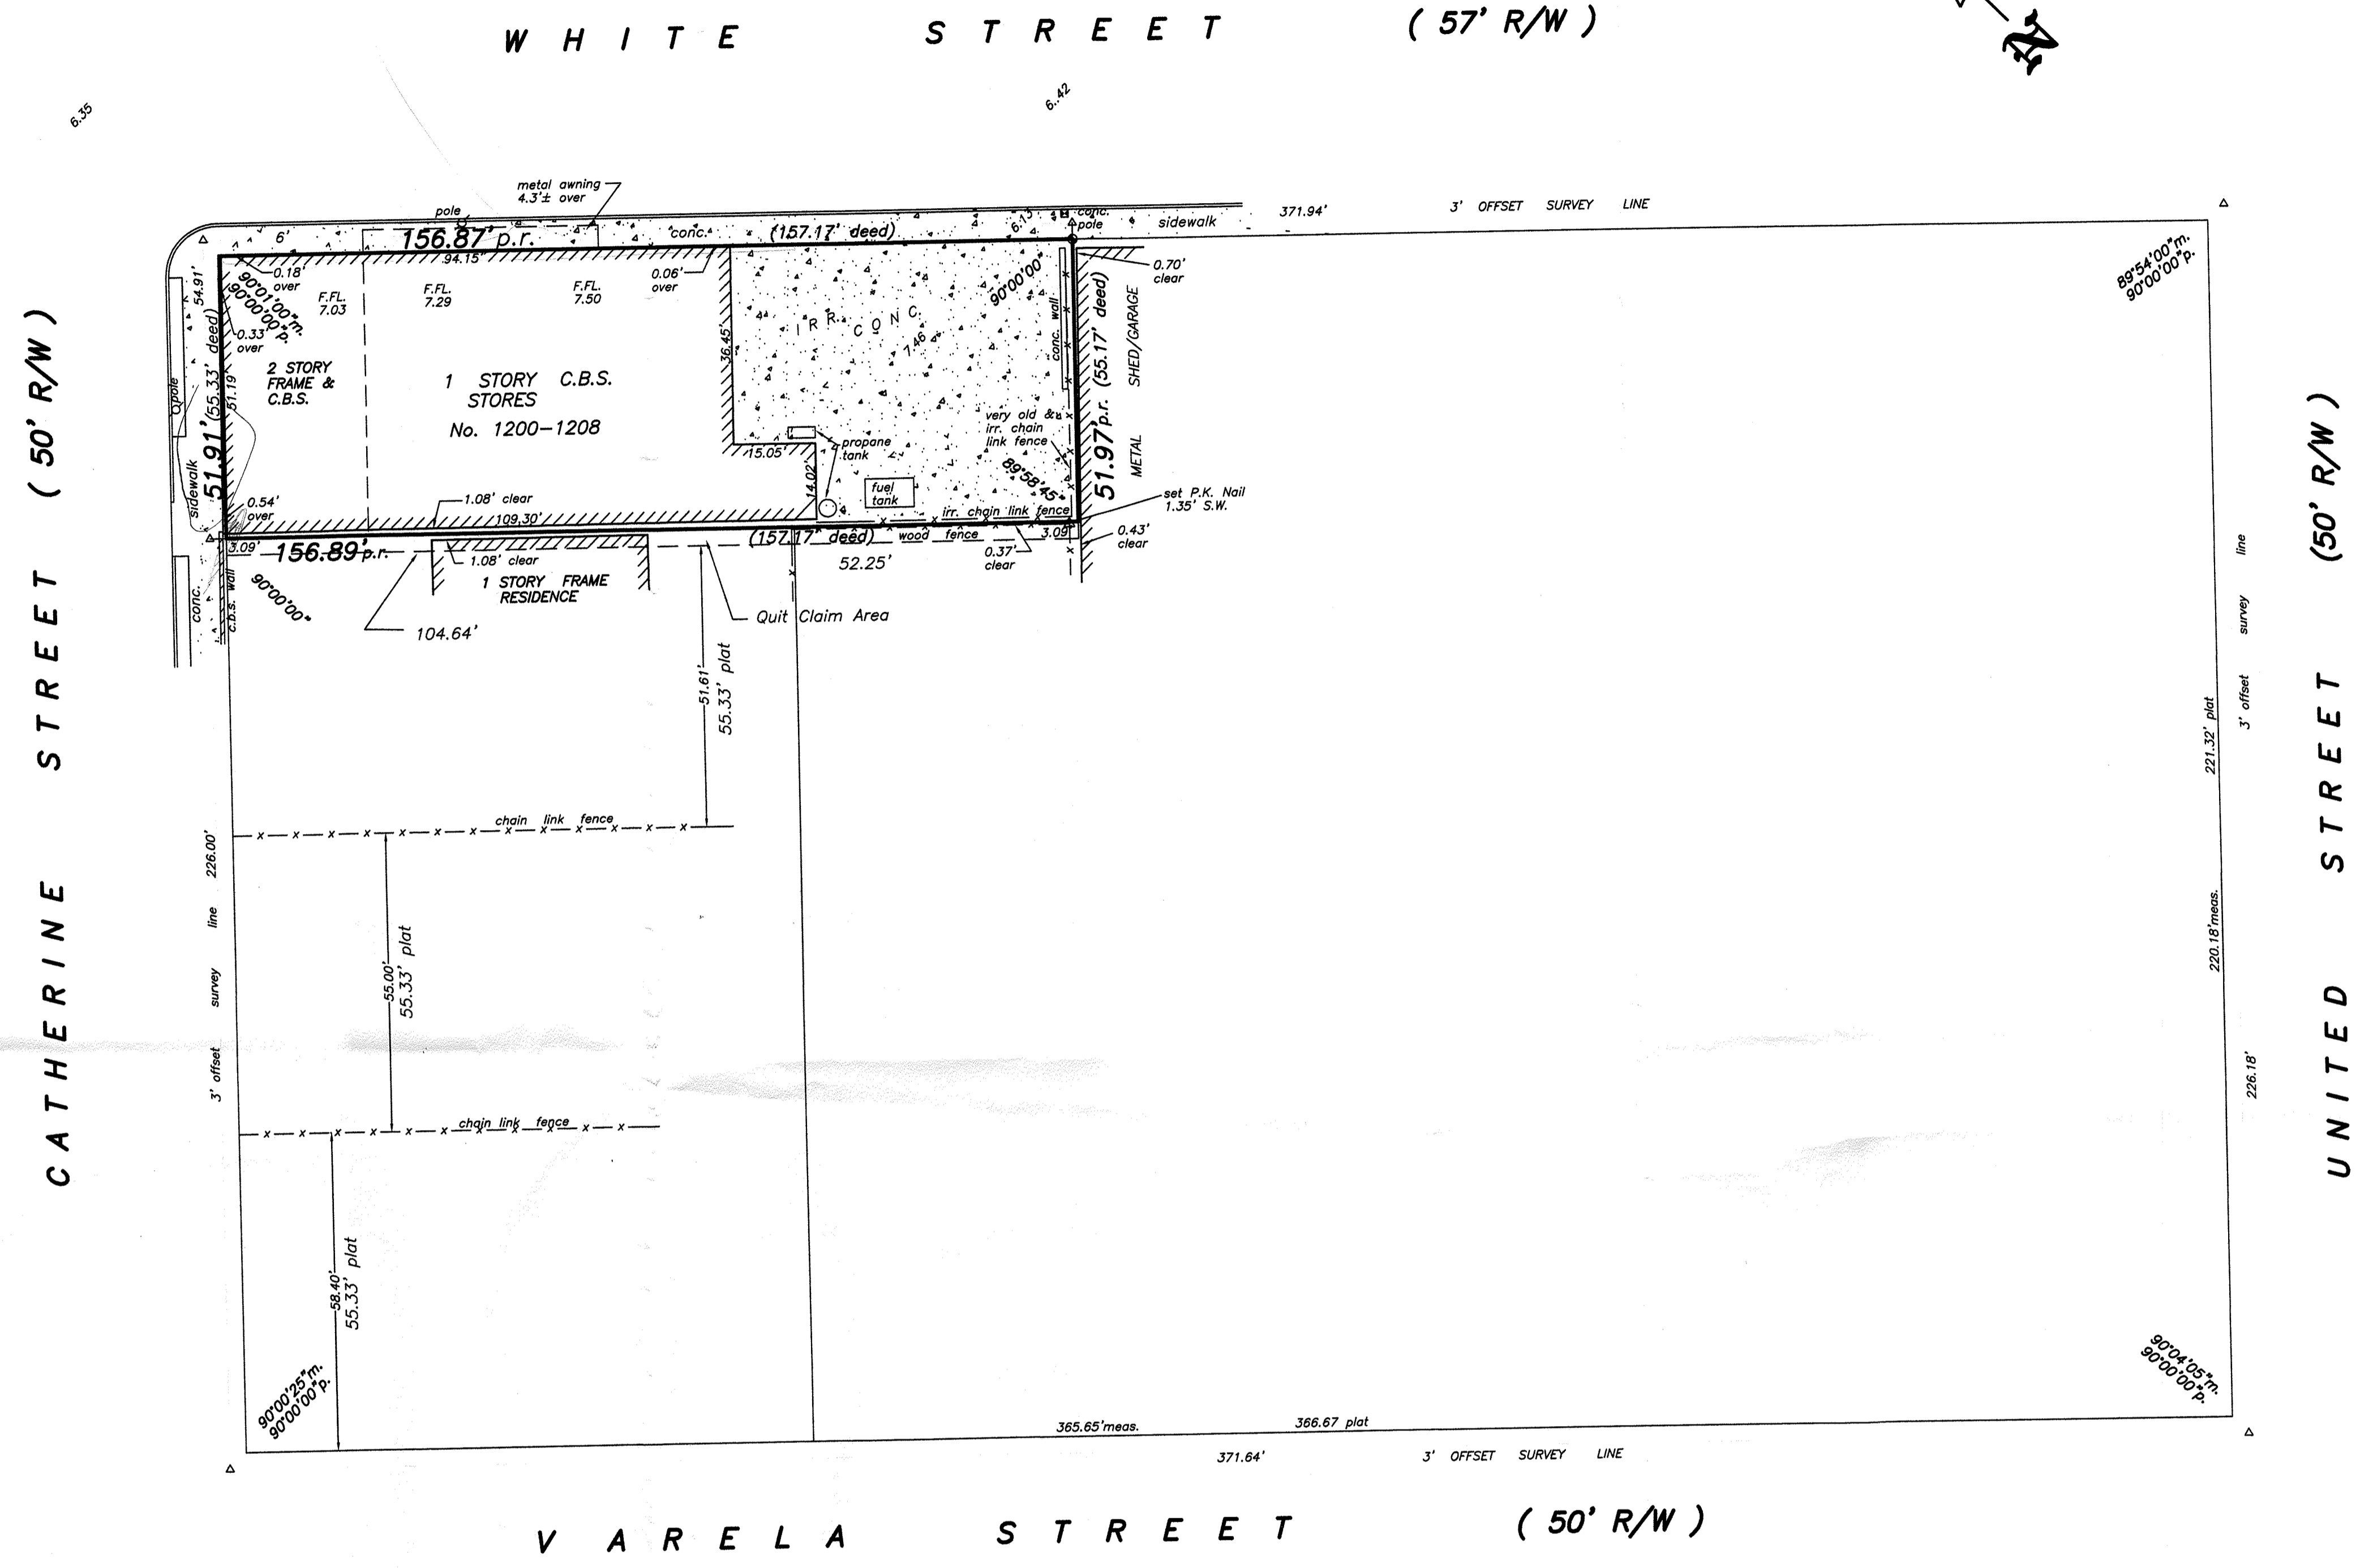 WHITE STREET ( 57' R/W )
N
6.35
6..42
metal awning
4.3'± over
pole
conc.
pole
sidewalk
371.94'
3' OFFSET SURVEY LINE
6'
156.87' p.r.
conc.
(157.17' deed)
6.13
94.15'
0.18'
over
0.06'
over
0.70'
clear
54.91'
90°01'00"m.
90°00'00"p.
F.FL.
7.03
F.FL.
7.29
F.FL.
7.50
90°00'00"
89°54'00"m.
90°00'00"p.
0.33'
over
IRR. CONC.
7.46
conc. wall
36.45'
2 STORY
FRAME &
C.B.S.
1 STORY C.B.S.
STORES
No. 1200-1208
51.19'
51.91' (55.33' deed)
pole
sidewalk
51.97' p.r. (55.17' deed)
METAL SHED/GARAGE
very old &
irr. chain
link fence
propane
tank
15.05'
14.02'
89°58'45"
fuel
tank
set P.K. Nail
1.35' S.W.
0.54'
over
1.08' clear
109.30'
irr. chain link fence
3.09'
156.89' p.r.
1.08' clear
(157.17' deed)
wood fence
3.09'
0.43'
clear
0.37'
clear
52.25'
1 STORY FRAME
RESIDENCE
conc.
c.b.s. wall
90°00'00"
104.64'
Quit Claim Area
51.61'
55.33' plat
CATHERINE STREET ( 50' R/W )
UNITED STREET (50' R/W )
3' offset survey line
221.32' plat
220.18' meas.
226.18'
chain link fence
3' offset survey line 226.00'
55.00'
55.33' plat
chain link fence
58.40'
55.33' plat
90°00'25"m.
90°00'00"p.
90°04'05"m.
90°00'00"p.
365.65' meas.
366.67 plat
371.64'
3' OFFSET SURVEY LINE
VARELA STREET ( 50' R/W )